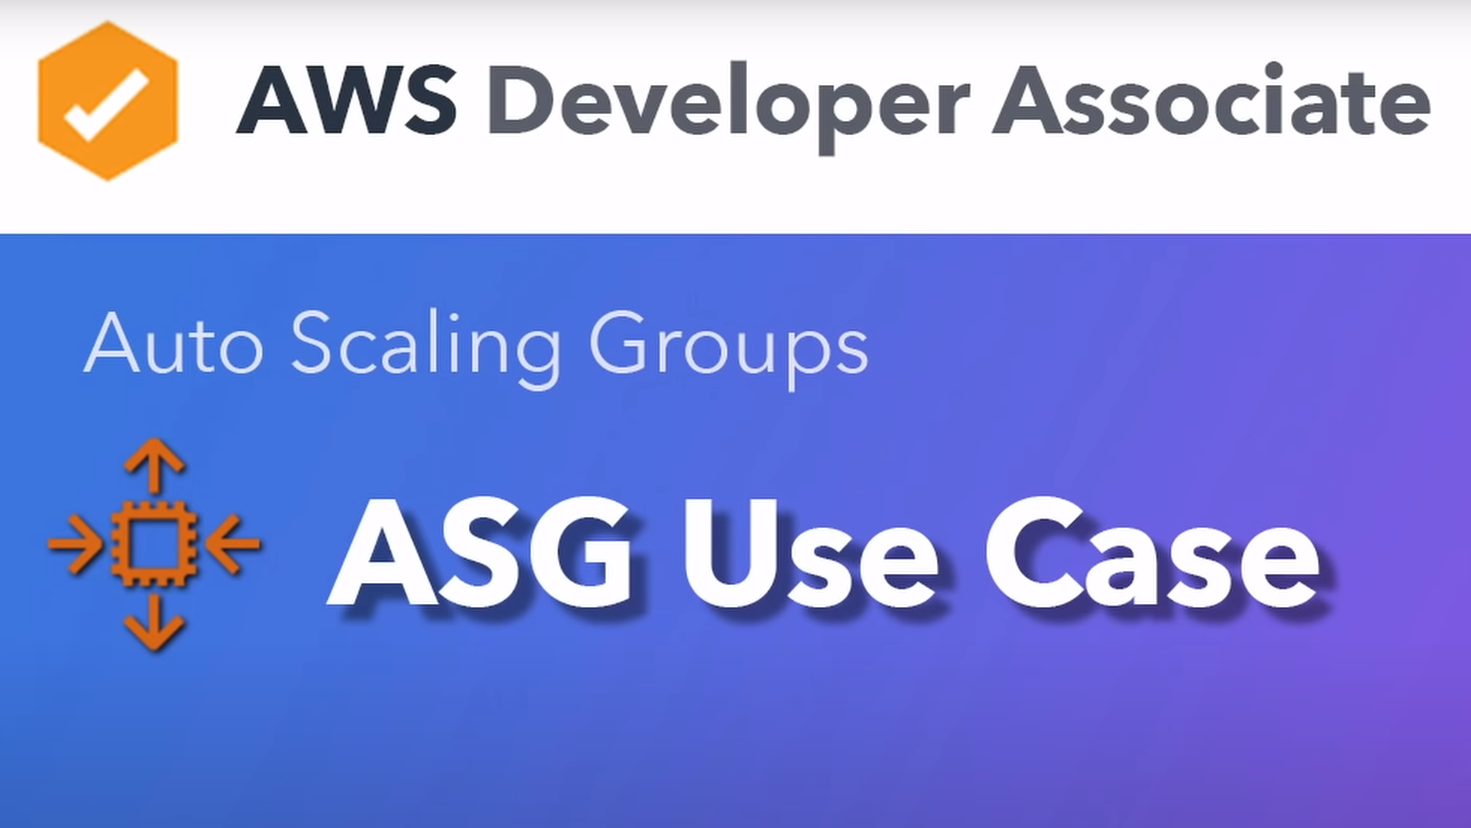 AWS Developer Associate
Auto Scaling Groups
ASG Use Case